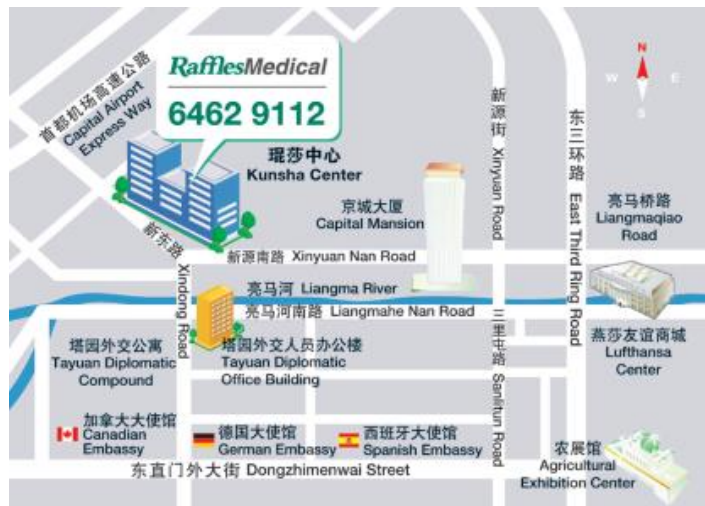 RafflesMedical
6462 9112
首都机场高速公路
Capital Airport
Express Way
琨莎中心
Kunsha Center
新源街 Xinyuan Road
东三环路 East Third Ring Road
N
W
E
S
京城大厦
Capital Mansion
亮马桥路
Liangmaqiao
Road
新东路 Xindong Road
新源南路 Xinyuan Nan Road
亮马河 Liangma River
亮马河南路 Liangmahe Nan Road
三里屯路 Sanlitun Road
燕莎友谊商城
Lufthansa
Center
塔园外交公寓
Tayuan Diplomatic
Compound
塔园外交人员办公楼
Tayuan Diplomatic
Office Building
加拿大大使馆
Canadian
Embassy
德国大使馆
German Embassy
西班牙大使馆
Spanish Embassy
农展馆
Agricultural
Exhibition Center
东直门外大街 Dongzhimenwai Street